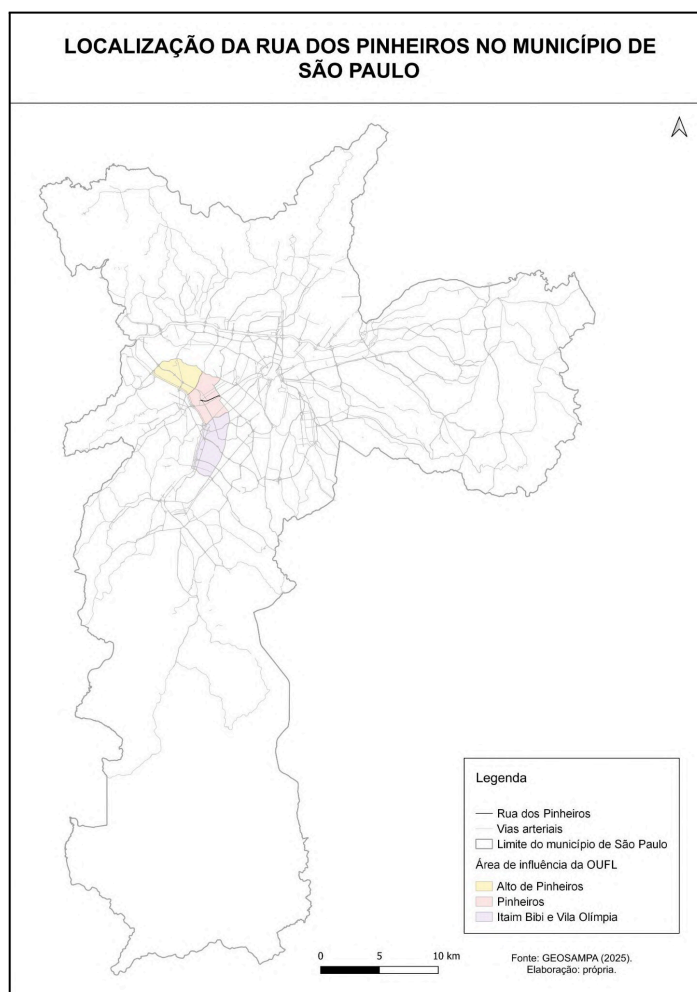 LOCALIZAÇÃO DA RUA DOS PINHEIROS NO MUNICÍPIO DE
SÃO PAULO
Legenda
Rua dos Pinheiros
Vias arteriais
Limite do município de São Paulo
Área de influência da OUFL
Alto de Pinheiros
Pinheiros
Itaim Bibi e Vila Olímpia
0 5 10 km
Fonte: GEOSAMPA (2025).
Elaboração: própria.